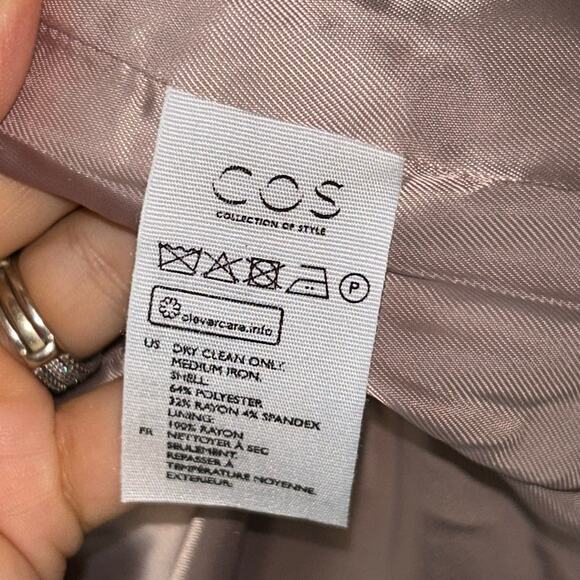 COS
COLLECTION OF STYLE
P
clevercare.info
US DRY CLEAN ONLY
MEDIUM IRON,
SHELL:
64% POLYESTER
32% RAYON 4% SPANDEX
LINING:
100% RAYON
FR NETTOYER À SEC
SEULEMENT.
REPASSER À
TEMPÉRATURE MOYENNE.
EXTERIEUR: